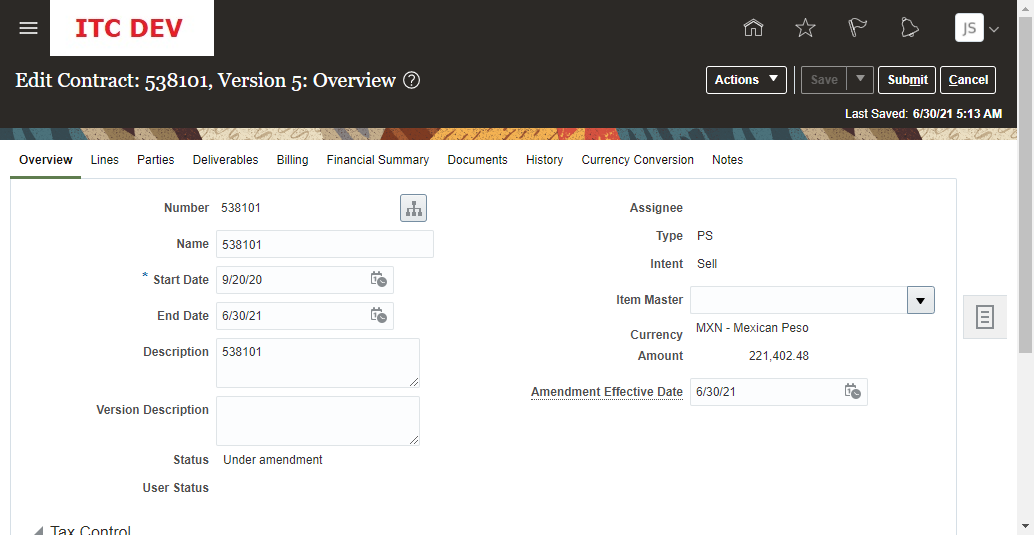 ITC DEV
JS
Edit Contract: 538101, Version 5: Overview ?
Actions Save Submit Cancel
Last Saved: 6/30/21 5:13 AM
Overview Lines Parties Deliverables Billing Financial Summary Documents History Currency Conversion Notes
Number 538101
Name 538101
* Start Date 9/20/20
End Date 6/30/21
Description 538101
Version Description
Status Under amendment
User Status
Assignee
Type PS
Intent Sell
Item Master
Currency MXN - Mexican Peso
Amount 221,402.48
Amendment Effective Date 6/30/21
Tax Control